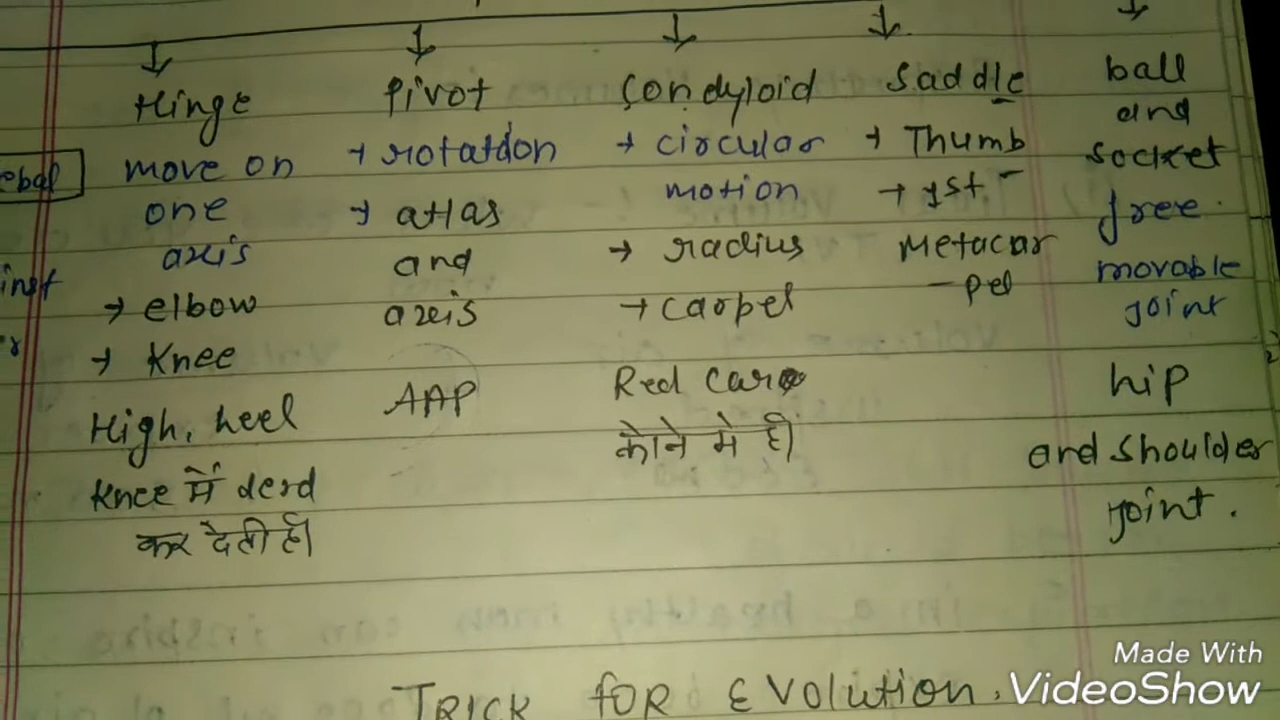 Hinge
move on
one
axis
→ elbow
→ Knee
High, heel
Knee में derd
कर देती है।
Pivot
→ rotation
→ atlas
and
axis
AAP
Condyloid
→ circular
motion
→ radius
→ carpel
Red car
कोने मे है।
Saddle
→ Thumb
→ 1st
Metacar
-pel
ball
and
socket
free
movable
joint
hip
and shoulder
joint.
TRICK FOR EVOLUTION.
Made With
VideoShow